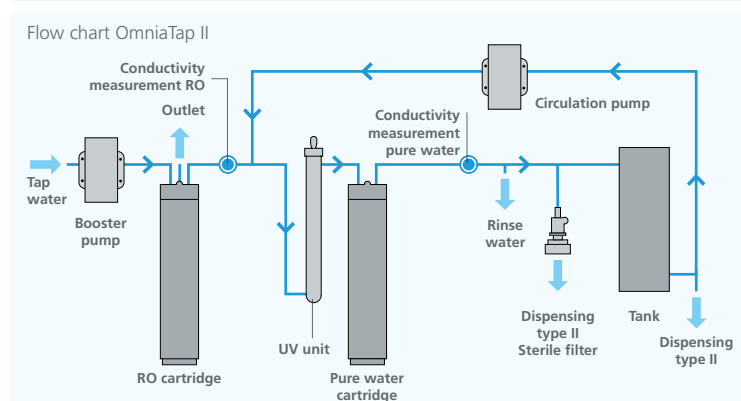 Flow chart OmniaTap II
Conductivity
measurement RO
Outlet
Circulation pump
Conductivity
measurement
pure water
Tap
water
Booster
pump
Rinse
water
UV unit
Dispensing
type II
Sterile filter
Tank
Dispensing
type II
RO cartridge
Pure water
cartridge